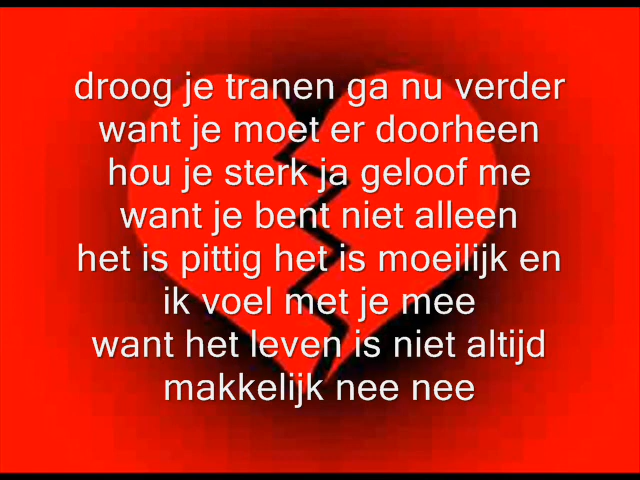 droog je tranen ga nu verder
want je moet er doorheen
hou je sterk ja geloof me
want je bent niet alleen
het is pittig het is moeilijk en
ik voel met je mee
want het leven is niet altijd
makkelijk nee nee